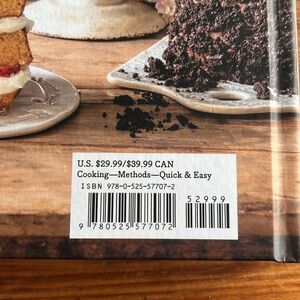 U.S. $29.99/$39.99 CAN
Cooking—Methods—Quick & Easy
ISBN 978-0-525-57707-2
52999
9 780525 577072